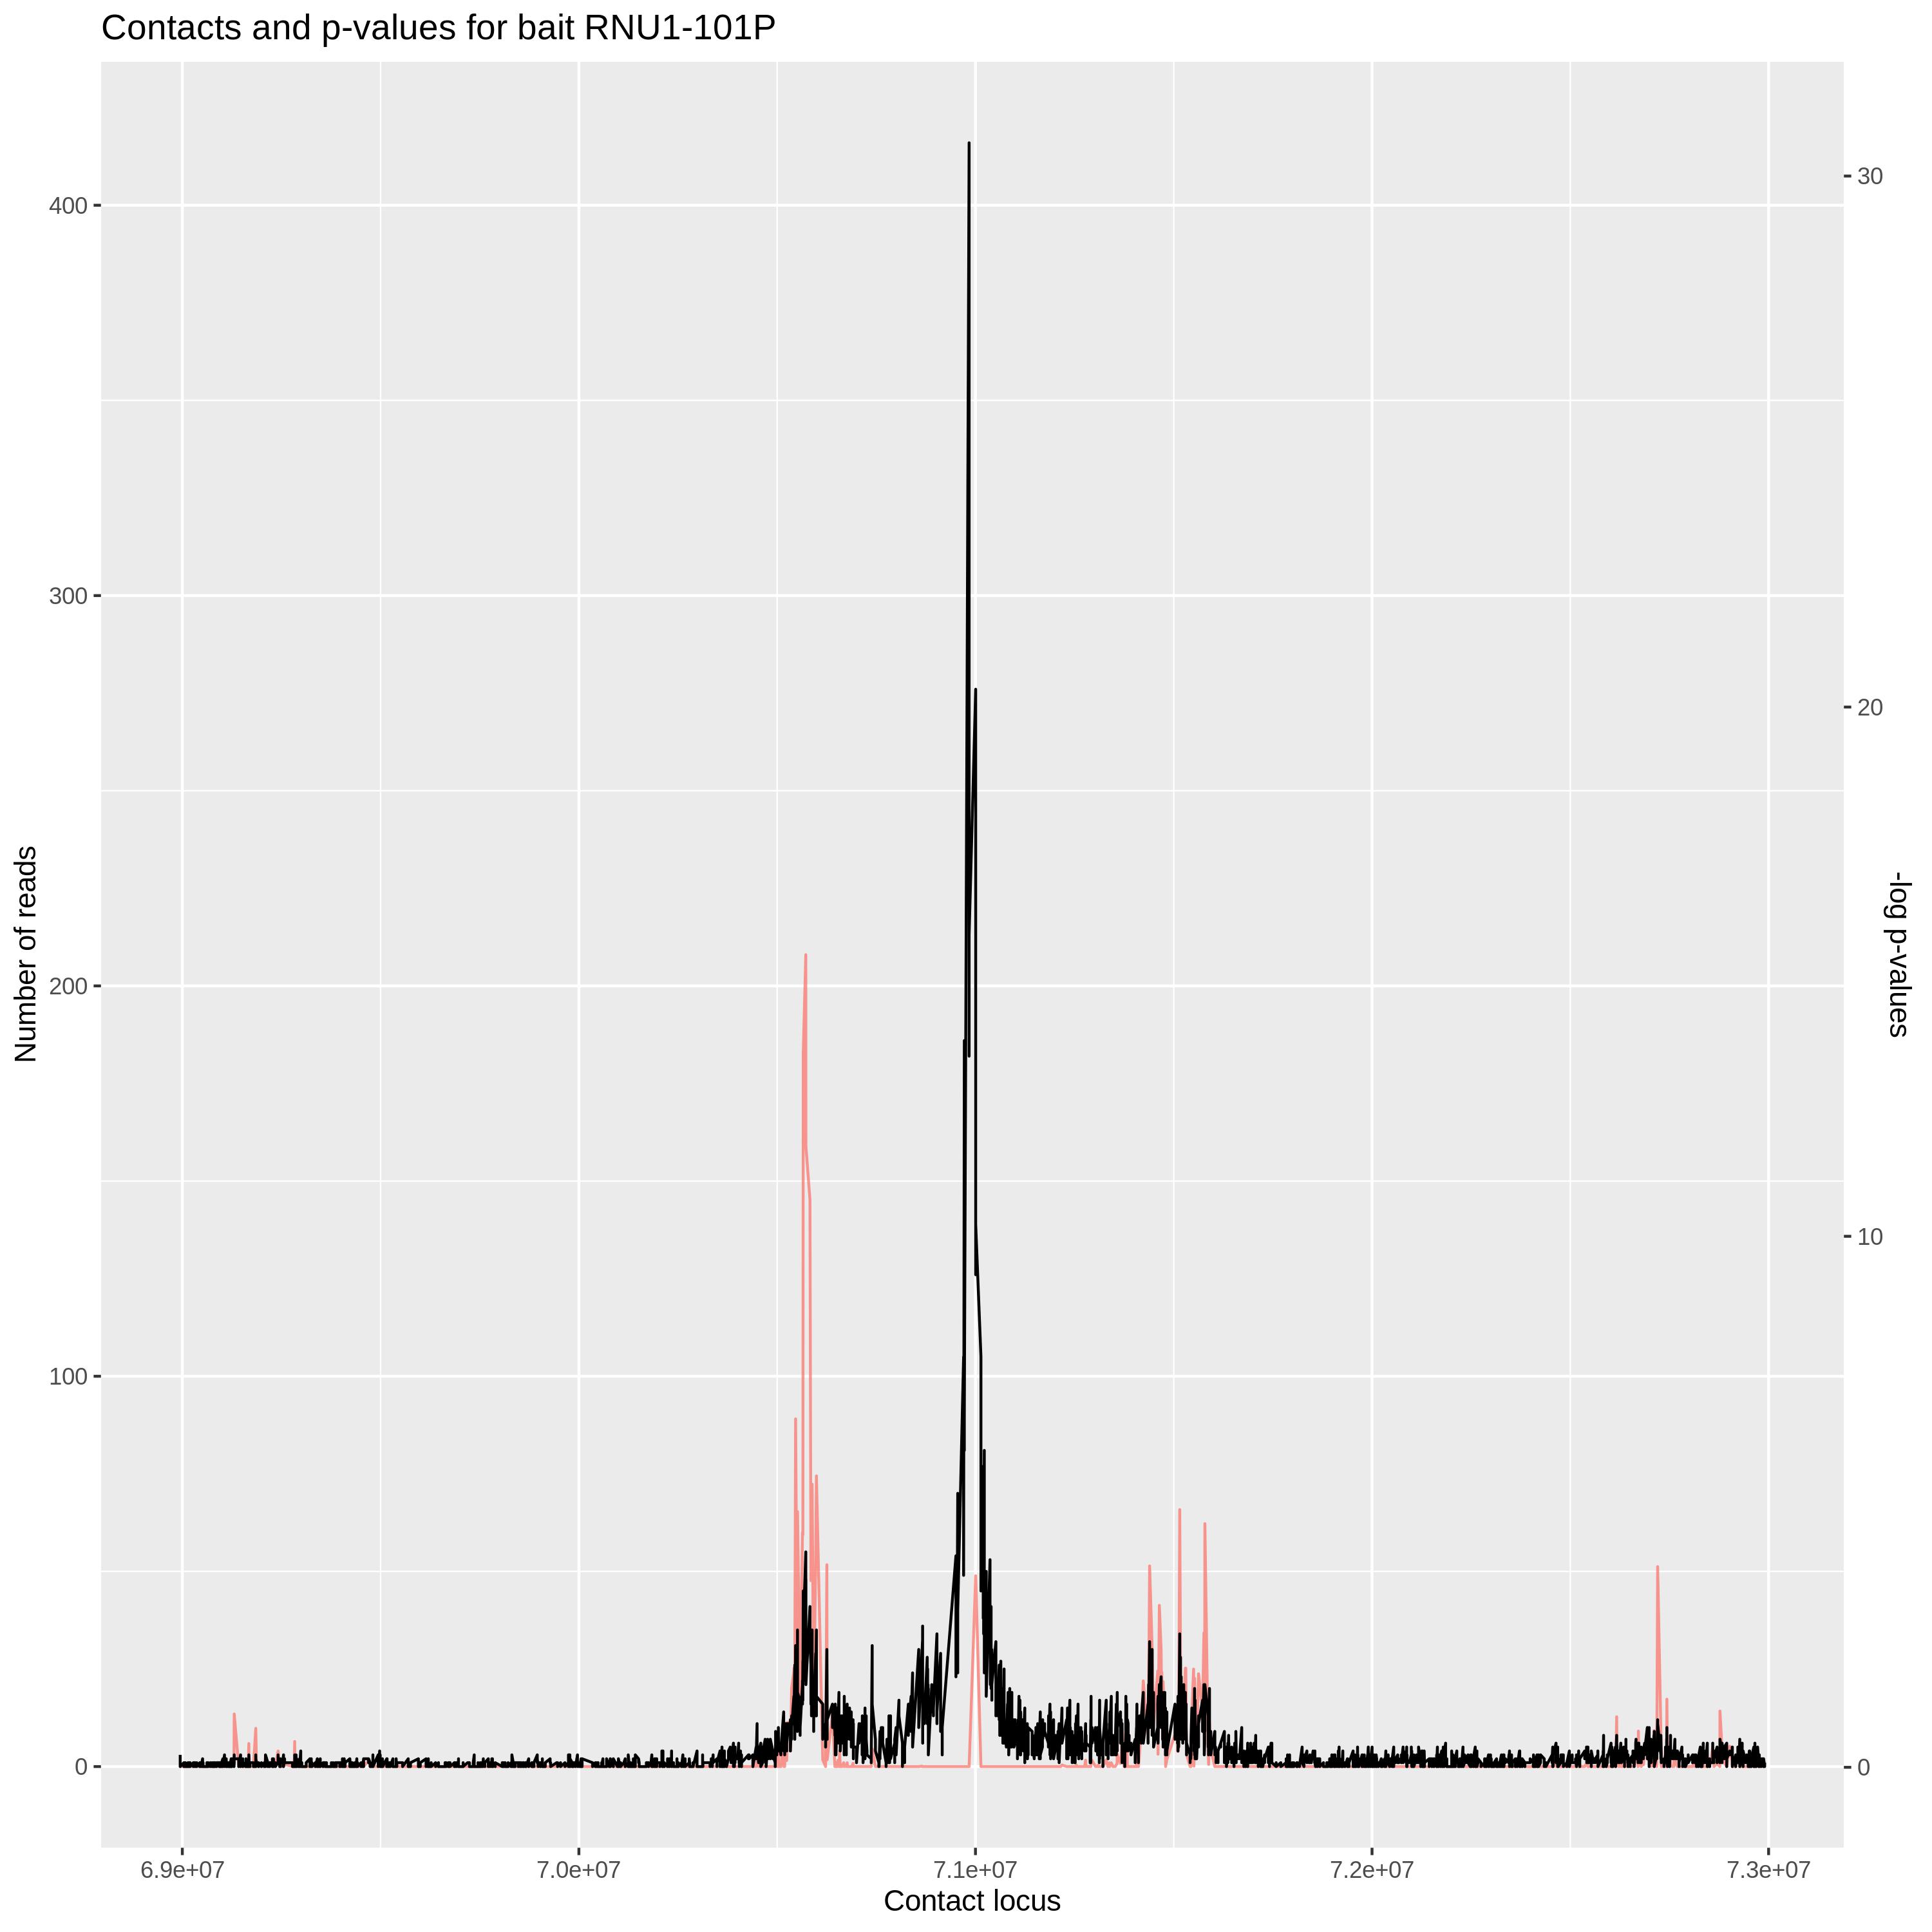 Contacts and p-values for bait RNU1-101P
400
300
200
100
0
Number of reads
30
20
10
0
-log p-values
6.9e+07
7.0e+07
7.1e+07
7.2e+07
7.3e+07
Contact locus